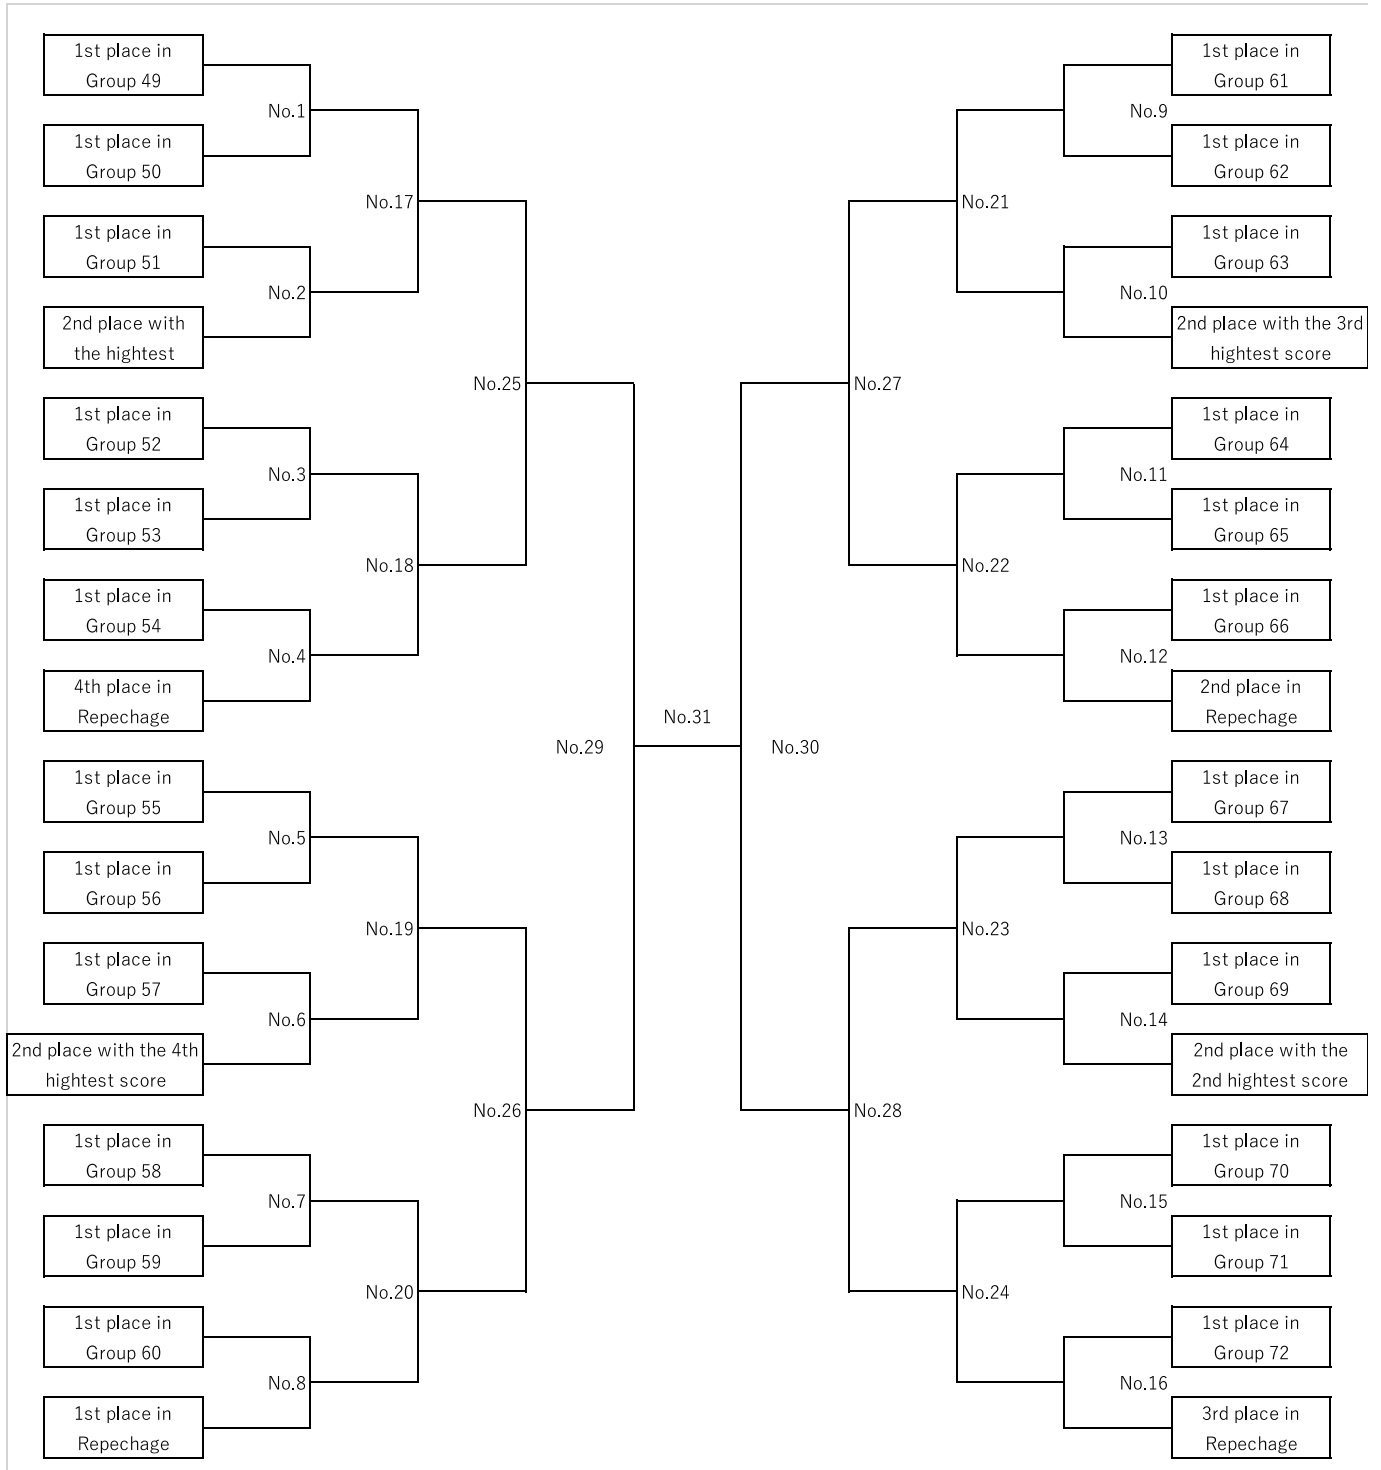 1st place in
Group 49
No.1
1st place in
Group 50
No.17
1st place in
Group 51
No.2
2nd place with
the hightest
No.25
1st place in
Group 52
No.3
1st place in
Group 53
No.18
1st place in
Group 54
No.4
4th place in
Repechage
No.29
1st place in
Group 55
No.5
1st place in
Group 56
No.19
1st place in
Group 57
No.6
2nd place with the 4th
hightest score
No.26
1st place in
Group 58
No.7
1st place in
Group 59
No.20
1st place in
Group 60
No.8
1st place in
Repechage
No.31
1st place in
Group 61
No.9
1st place in
Group 62
No.21
1st place in
Group 63
No.10
2nd place with the 3rd
hightest score
No.27
1st place in
Group 64
No.11
1st place in
Group 65
No.22
1st place in
Group 66
No.12
2nd place in
Repechage
No.30
1st place in
Group 67
No.13
1st place in
Group 68
No.23
1st place in
Group 69
No.14
2nd place with the
2nd hightest score
No.28
1st place in
Group 70
No.15
1st place in
Group 71
No.24
1st place in
Group 72
No.16
3rd place in
Repechage